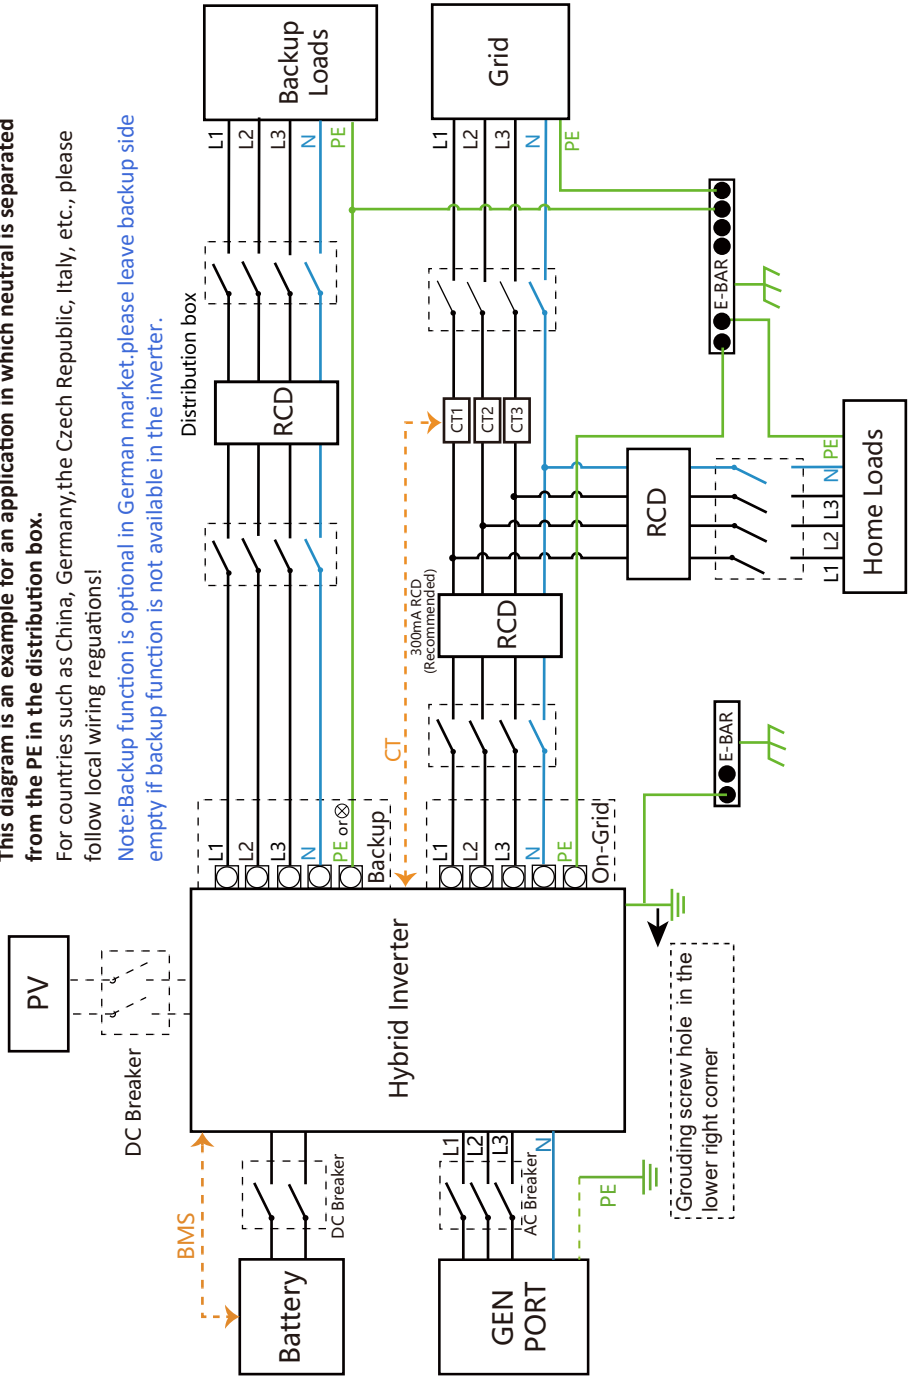 This diagram is an example for an application in which neutral is separated
from the PE in the distribution box.
For countries such as China, Germany,the Czech Republic, Italy, etc., please
follow local wiring reguations!
Note:Backup function is optional in German market.please leave backup side
empty if backup function is not available in the inverter.
PV
DC Breaker
BMS
Battery
DC Breaker
GEN
PORT
AC Breaker
L1
L2
L3
N
PE
Hybrid Inverter
Grouding screw hole in the
lower right corner
L1
L2
L3
N
PE or
Backup
CT
L1
L2
L3
N
PE
On-Grid
E-BAR
Distribution box
RCD
L1
L2
L3
N
PE
Backup
Loads
300mA RCD
(Recommended)
RCD
CT1
CT2
CT3
L1
L2
L3
N
PE
Grid
RCD
E-BAR
L1
L2
L3
N
PE
Home Loads